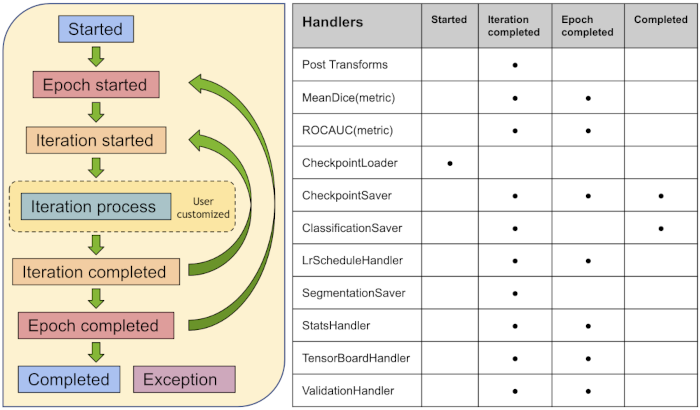 Started
Epoch started
Iteration started
Iteration process
User
customized
Iteration completed
Epoch completed
Completed
Exception
Handlers
Started
Iteration
completed
Epoch
completed
Completed
Post Transforms
MeanDice(metric)
ROCAUC(metric)
CheckpointLoader
CheckpointSaver
ClassificationSaver
LrScheduleHandler
SegmentationSaver
StatsHandler
TensorBoardHandler
ValidationHandler